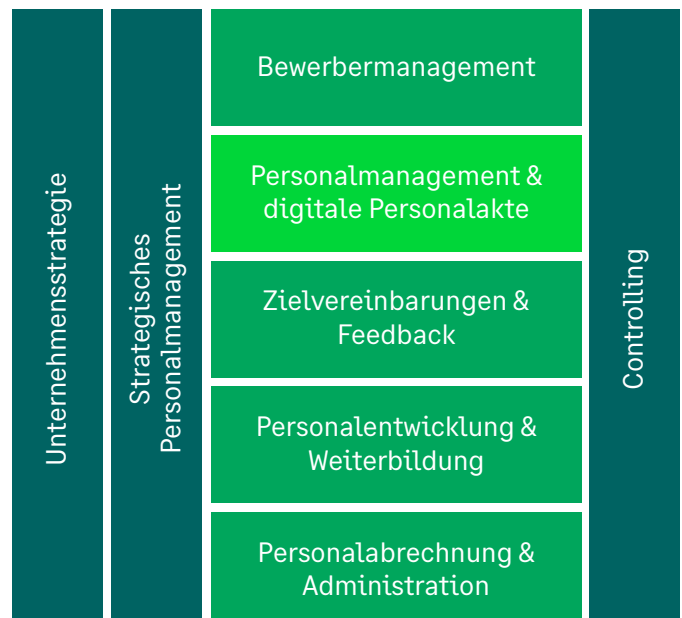 Unternehmensstrategie
Strategisches
Personalmanagement
Bewerbermanagement
Personalmanagement &
digitale Personalakte
Zielvereinbarungen &
Feedback
Personalentwicklung &
Weiterbildung
Personalabrechnung &
Administration
Controlling